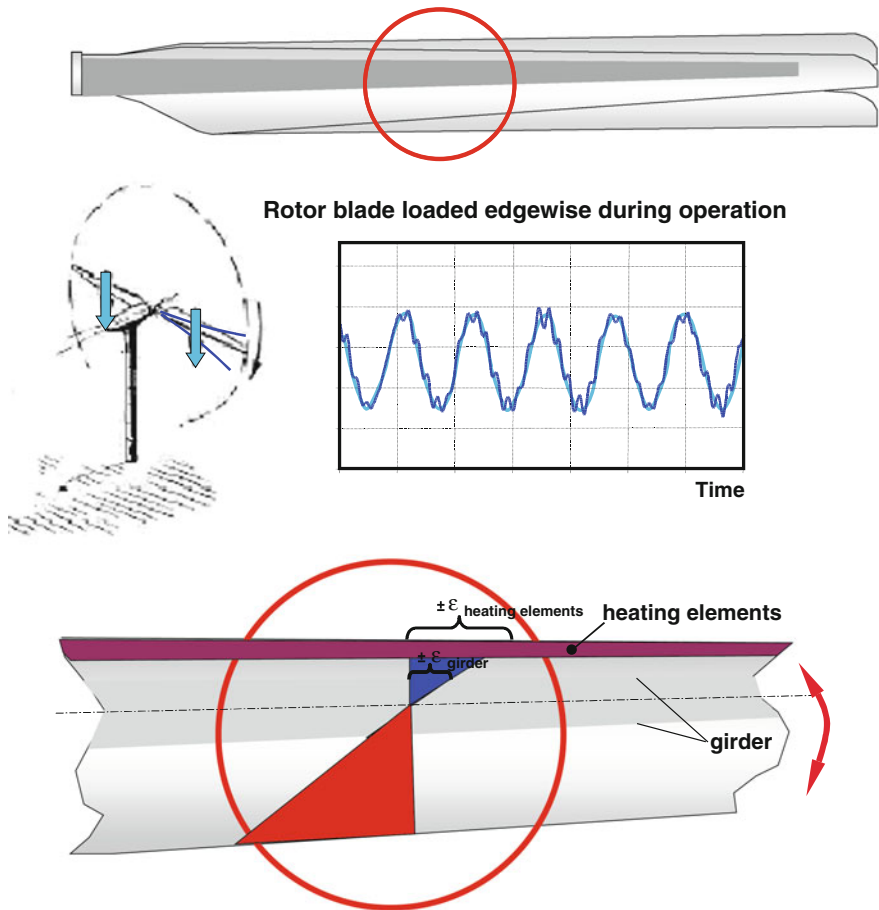 Rotor blade loaded edgewise during operation
Time
± ε heating elements
heating elements
± ε girder
girder